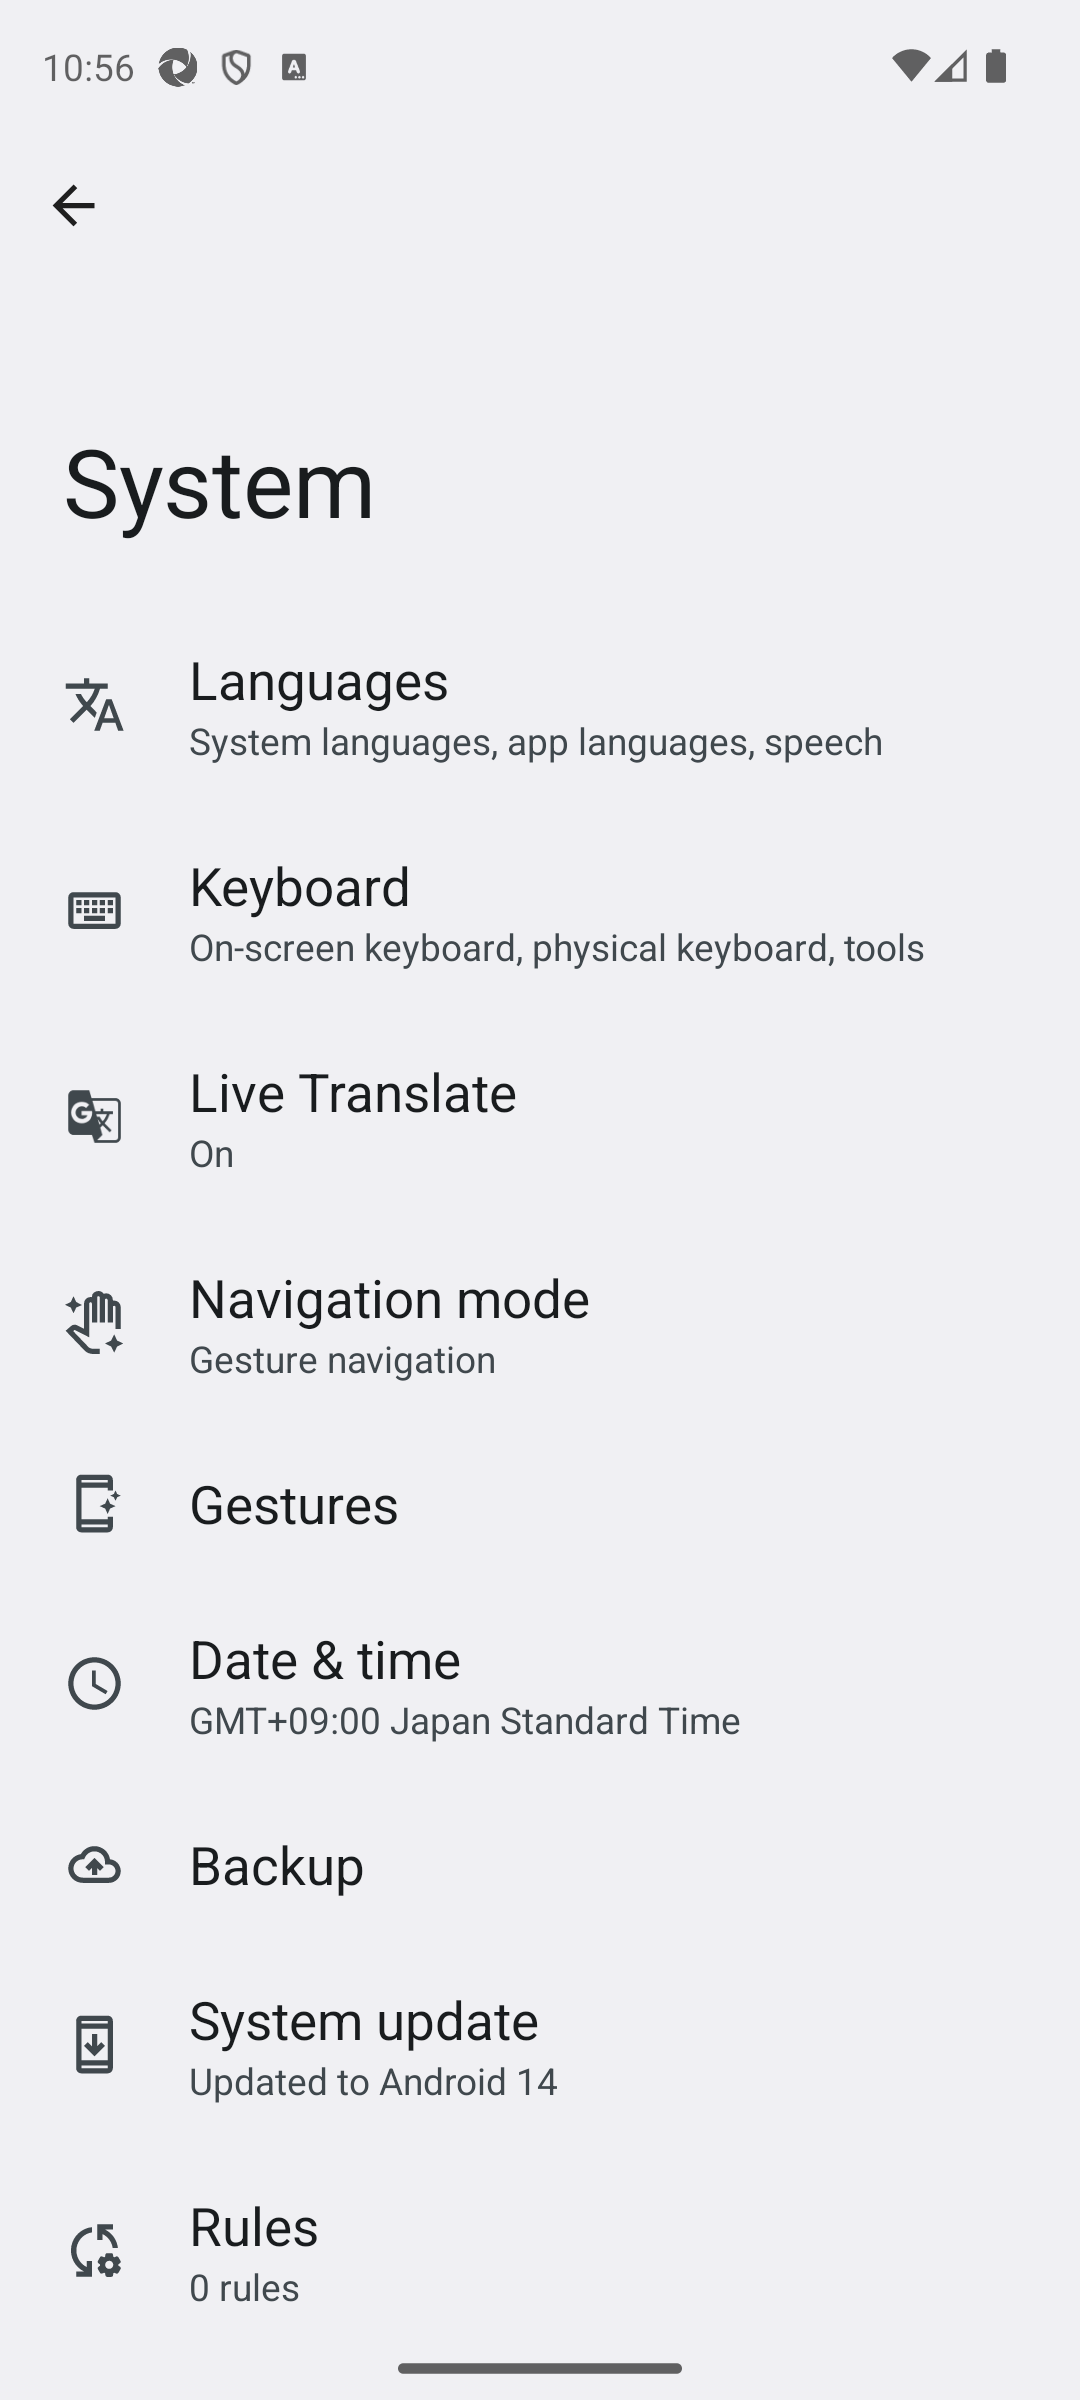 10:56
System
Languages
System languages, app languages, speech
Keyboard
On-screen keyboard, physical keyboard, tools
Live Translate
On
Navigation mode
Gesture navigation
Gestures
Date & time
GMT+09:00 Japan Standard Time
Backup
System update
Updated to Android 14
Rules
0 rules